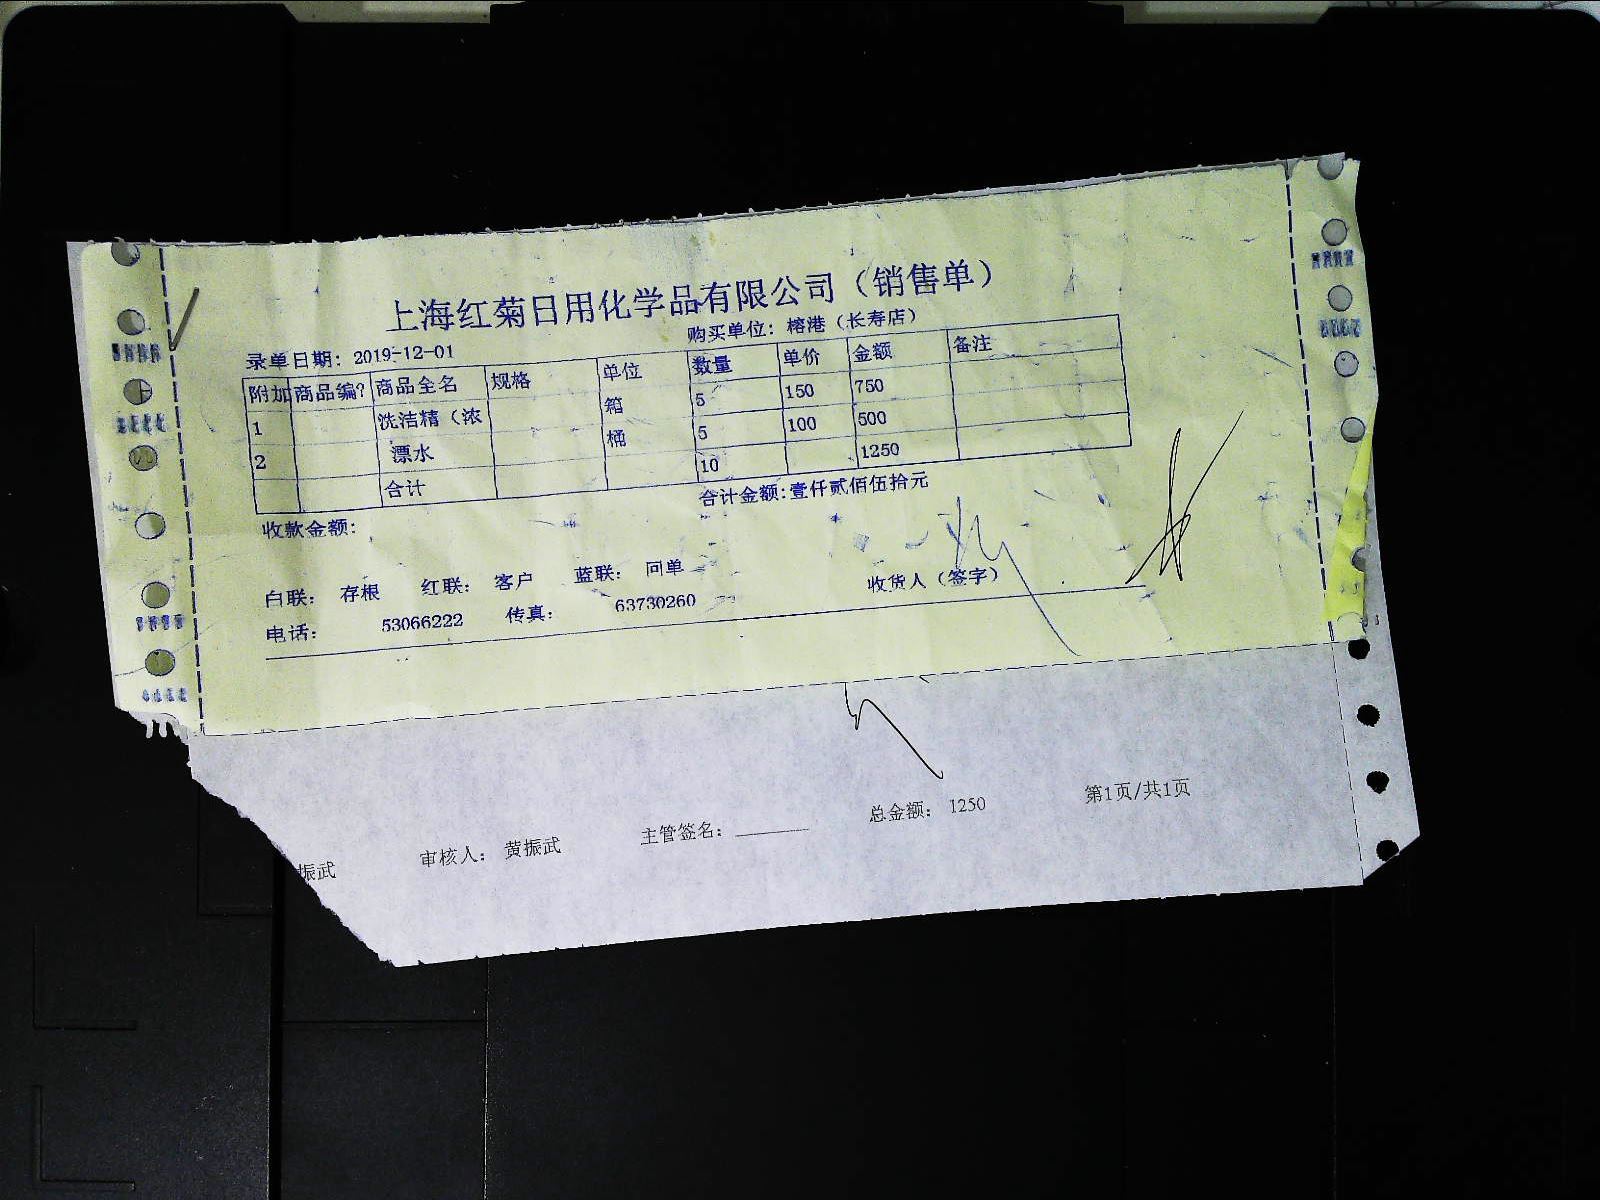 上海红菊日用化学品有限公司（销售单）
录单日期：2019-12-01 购买单位：榕港（长寿店）
附加 商品编? 商品全名 规格 单位 数量 单价 金额 备注
1 洗洁精（浓 箱 5 150 750
2 漂水 桶 5 100 500
合计 10 1250
收款金额： 合计金额:壹仟贰佰伍拾元
白联： 存根 红联： 客户 蓝联： 回单 收货人（签字）
电话： 53066222 传真： 63730260
振武 审核人： 黄振武 主管签名： 总金额： 1250 第1页/共1页